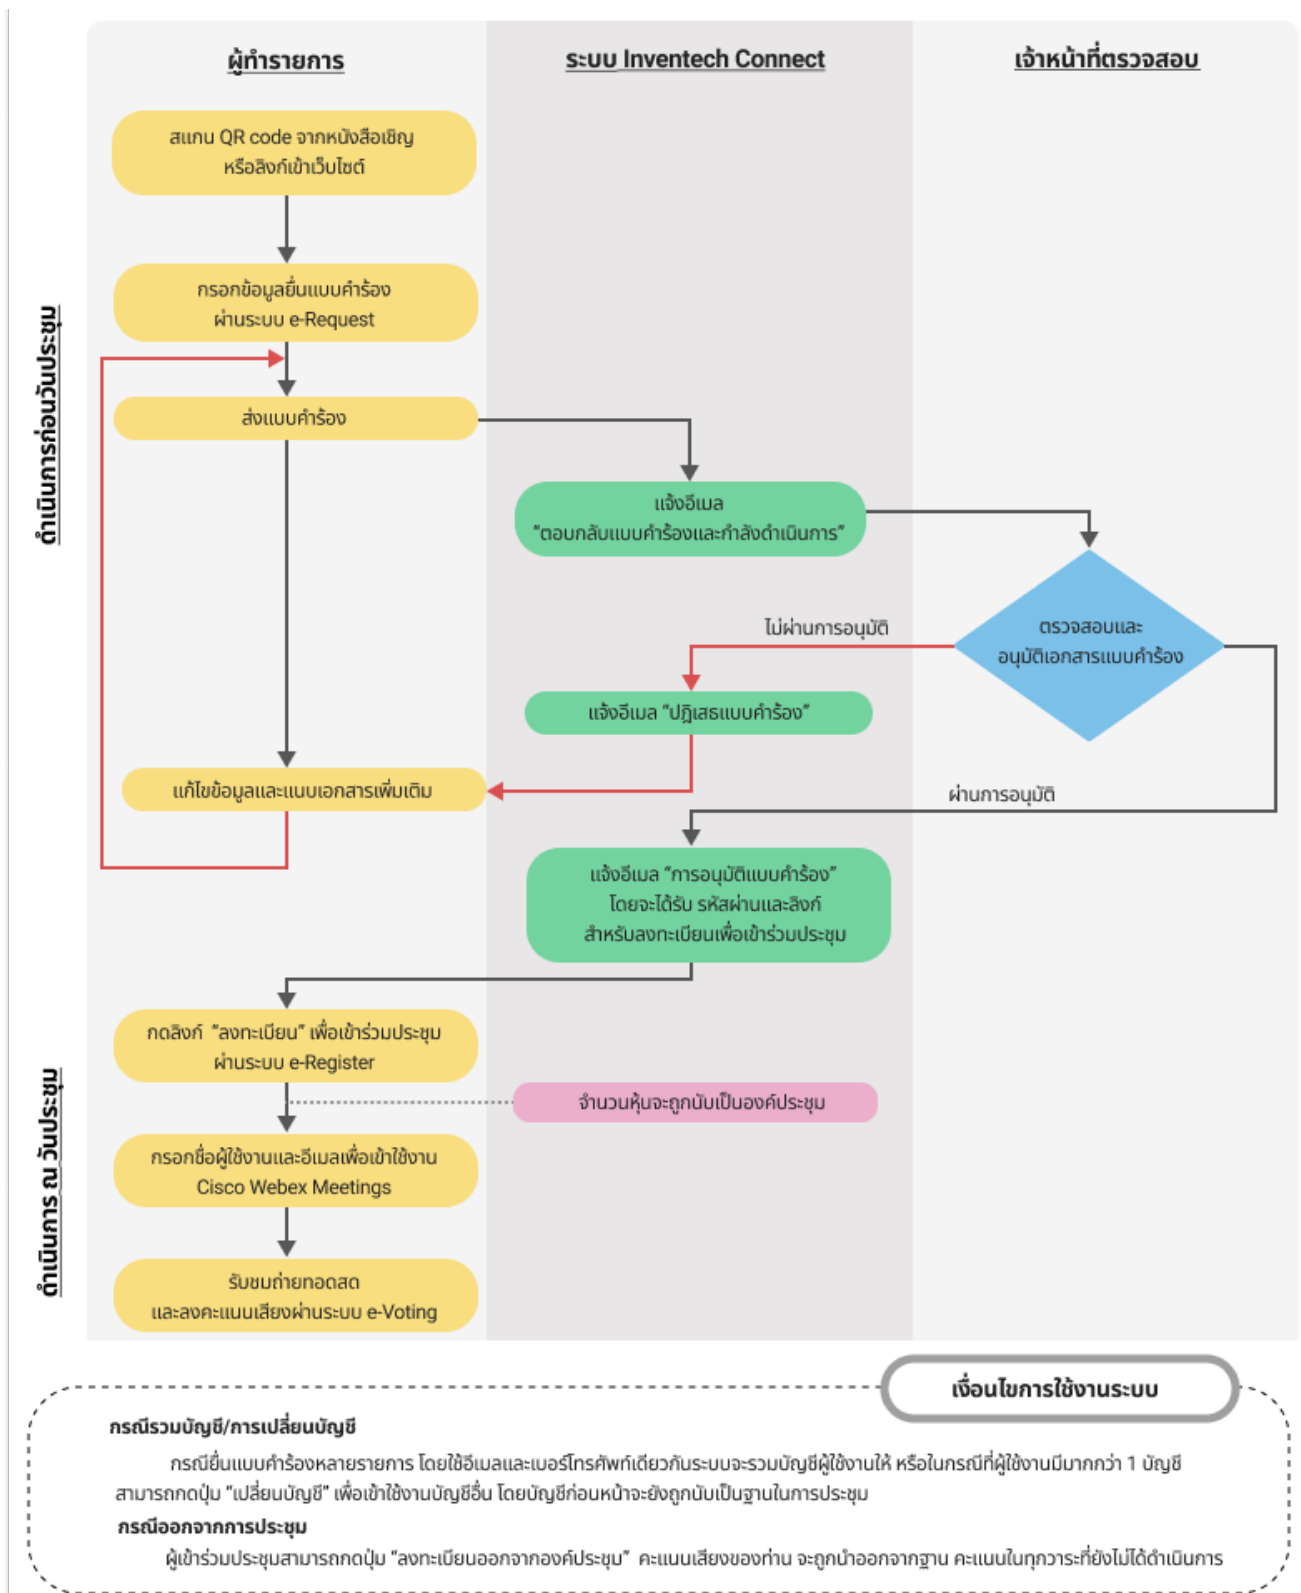 ผู้ทำรายการ
ระบบ Inventech Connect
เจ้าหน้าที่ตรวจสอบ
ดำเนินการก่อนวันประชุม
สแกน QR code จากหนังสือเชิญ
หรือลิงก์เข้าเว็บไซต์
กรอกข้อมูลยื่นแบบคำร้อง
ผ่านระบบ e-Request
ส่งแบบคำร้อง
แจ้งอีเมล
“ตอบกลับแบบคำร้องและกำลังดำเนินการ”
ตรวจสอบและ
อนุมัติเอกสารแบบคำร้อง
ไม่ผ่านการอนุมัติ
แจ้งอีเมล “ปฏิเสธแบบคำร้อง”
แก้ไขข้อมูลและแนบเอกสารเพิ่มเติม
ผ่านการอนุมัติ
แจ้งอีเมล “การอนุมัติแบบคำร้อง”
โดยจะได้รับ รหัสผ่านและลิงก์
สำหรับลงทะเบียนเพื่อเข้าร่วมประชุม
ดำเนินการ ณ วันประชุม
กดลิงก์ “ลงทะเบียน” เพื่อเข้าร่วมประชุม
ผ่านระบบ e-Register
จำนวนหุ้นจะถูกนับเป็นองค์ประชุม
กรอกชื่อผู้ใช้งานและอีเมลเพื่อเข้าใช้งาน
Cisco Webex Meetings
รับชมถ่ายทอดสด
และลงคะแนนเสียงผ่านระบบ e-Voting
เงื่อนไขการใช้งานระบบ
กรณีรวมบัญชี/การเปลี่ยนบัญชี
กรณียื่นแบบคำร้องหลายรายการ โดยใช้อีเมลและเบอร์โทรศัพท์เดียวกันระบบจะรวมบัญชีผู้ใช้งานให้ หรือในกรณีที่ผู้ใช้งานมีมากกว่า 1 บัญชี
สามารถกดปุ่ม “เปลี่ยนบัญชี” เพื่อเข้าใช้งานบัญชีอื่น โดยบัญชีก่อนหน้าจะยังถูกนับเป็นฐานในการประชุม
กรณีออกจากการประชุม
ผู้เข้าร่วมประชุมสามารถกดปุ่ม “ลงทะเบียนออกจากองค์ประชุม” คะแนนเสียงของท่าน จะถูกนำออกจากฐาน คะแนนในทุกวาระที่ยังไม่ได้ดำเนินการ